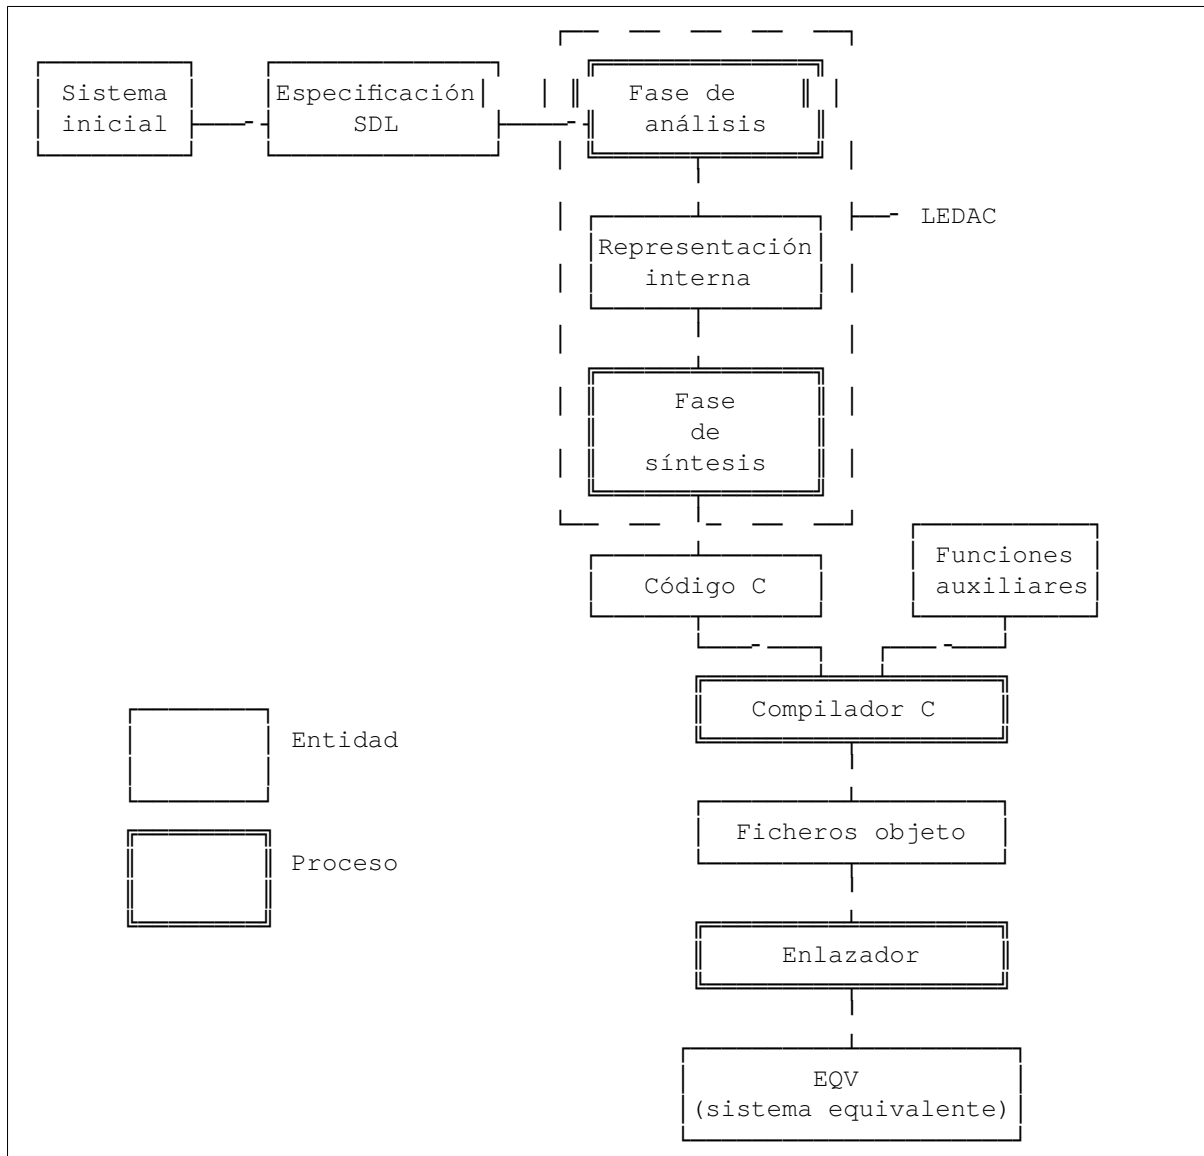 Sistema
inicial
Especificación
SDL
Fase de
análisis
LEDAC
Representación
interna
Fase
de
síntesis
Código C
Funciones
auxiliares
Compilador C
Entidad
Ficheros objeto
Proceso
Enlazador
EQV
(sistema equivalente)